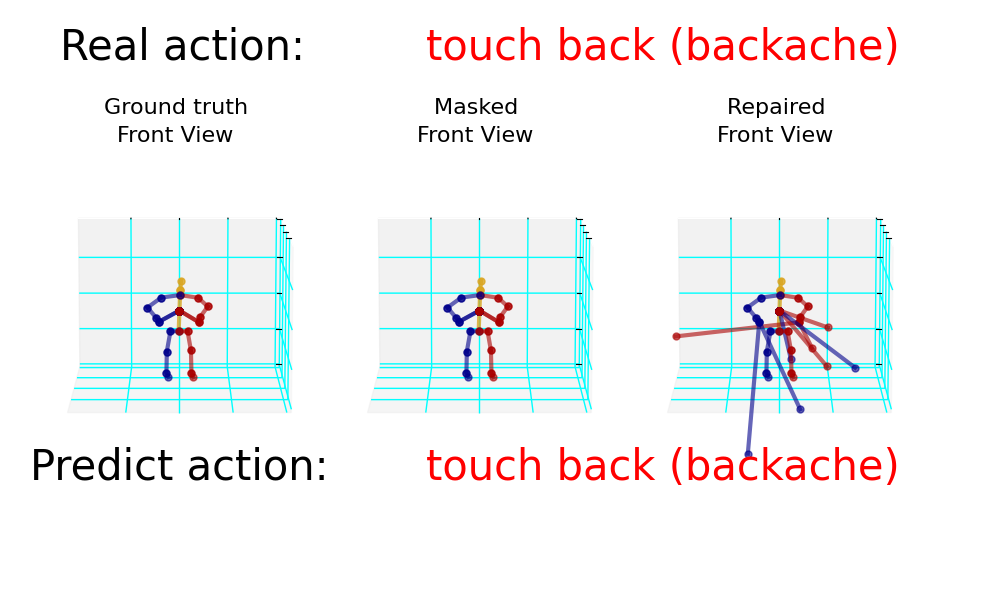 Real action: touch back (backache)
Ground truth Masked Repaired
Front View Front View Front View
Predict action: touch back (backache)